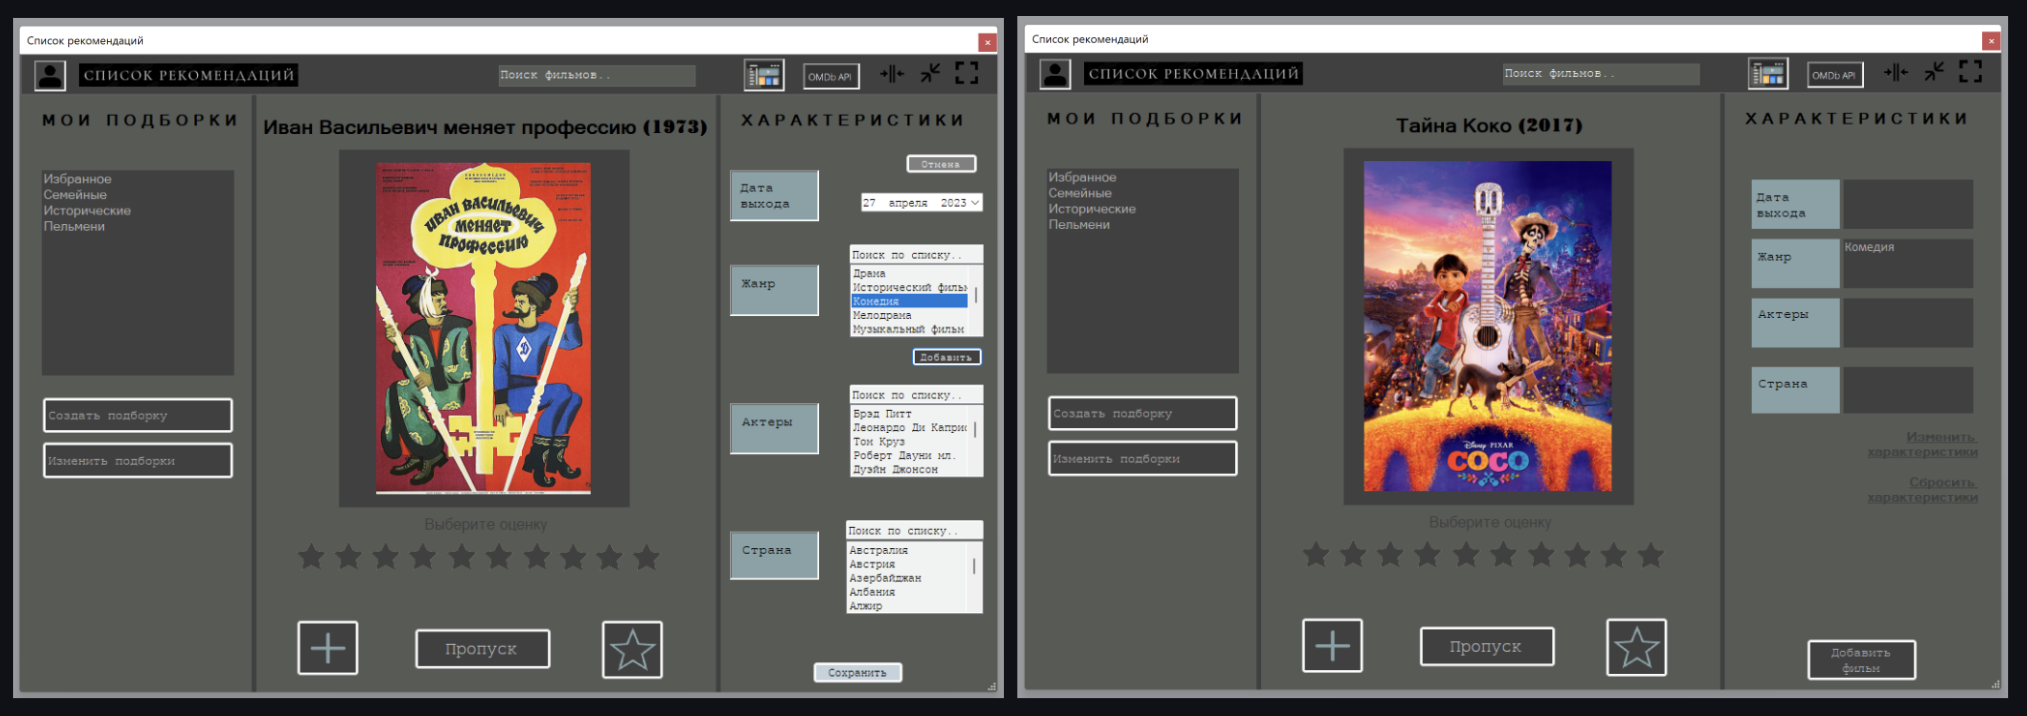 Список рекомендаций
СПИСОК РЕКОМЕНДАЦИЙ
Поиск фильмов..
OMDb API
МОИ ПОДБОРКИ
Избранное
Семейные
Исторические
Пельмени
Создать подборку
Изменить подборки
Иван Васильевич меняет профессию (1973)
ИВАН ВАСИЛЬЕВИЧ
МЕНЯЕТ
ПРОФЕССИЮ
Выберите оценку
Пропуск
ХАРАКТЕРИСТИКИ
Отмена
Дата
выхода
27 апреля 2023
Жанр
Поиск по списку..
Драма
Исторический филь
Комедия
Мелодрама
Музыкальный фильм
Добавить
Актеры
Поиск по списку..
Брэд Питт
Леонардо Ди Каприо
Том Круз
Роберт Дауни мл.
Дуэйн Джонсон
Страна
Поиск по списку..
Австралия
Австрия
Азербайджан
Албания
Алжир
Сохранить
Список рекомендаций
СПИСОК РЕКОМЕНДАЦИЙ
Поиск фильмов..
OMDb API
МОИ ПОДБОРКИ
Избранное
Семейные
Исторические
Пельмени
Создать подборку
Изменить подборки
Тайна Коко (2017)
Disney PIXAR
COCO
Выберите оценку
Пропуск
ХАРАКТЕРИСТИКИ
Дата
выхода
Жанр
Комедия
Актеры
Страна
Изменить
характеристики
Сбросить
характеристики
Добавить
фильм